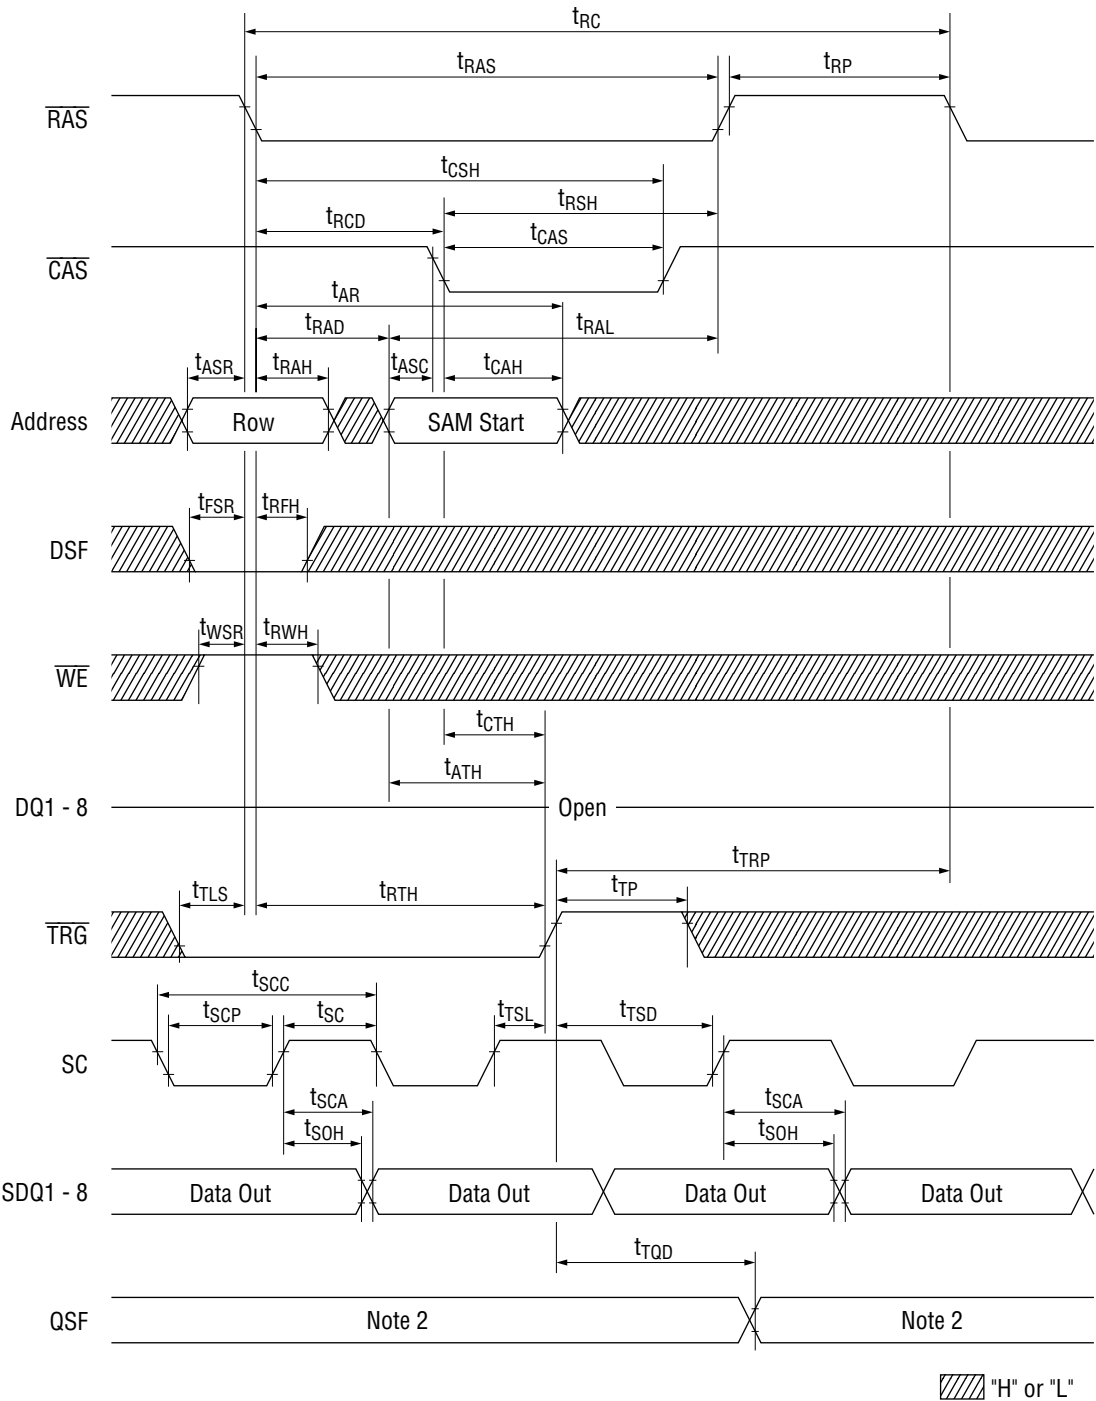 tRC
tRAS
tRP
RAS
tCSH
tRSH
tRCD
tCAS
CAS
tAR
tRAD
tRAL
tASR
tRAH
tASC
tCAH
Address
Row
SAM Start
tFSR
tRFH
DSF
tWSR
tRWH
WE
tCTH
tATH
DQ1 - 8
Open
tTRP
tTLS
tRTH
tTP
TRG
tSCC
tSCP
tSC
tTSL
tTSD
SC
tSCA
tSCA
tSOH
tSOH
SDQ1 - 8
Data Out
Data Out
Data Out
Data Out
tTQD
QSF
Note 2
Note 2
"H" or "L"